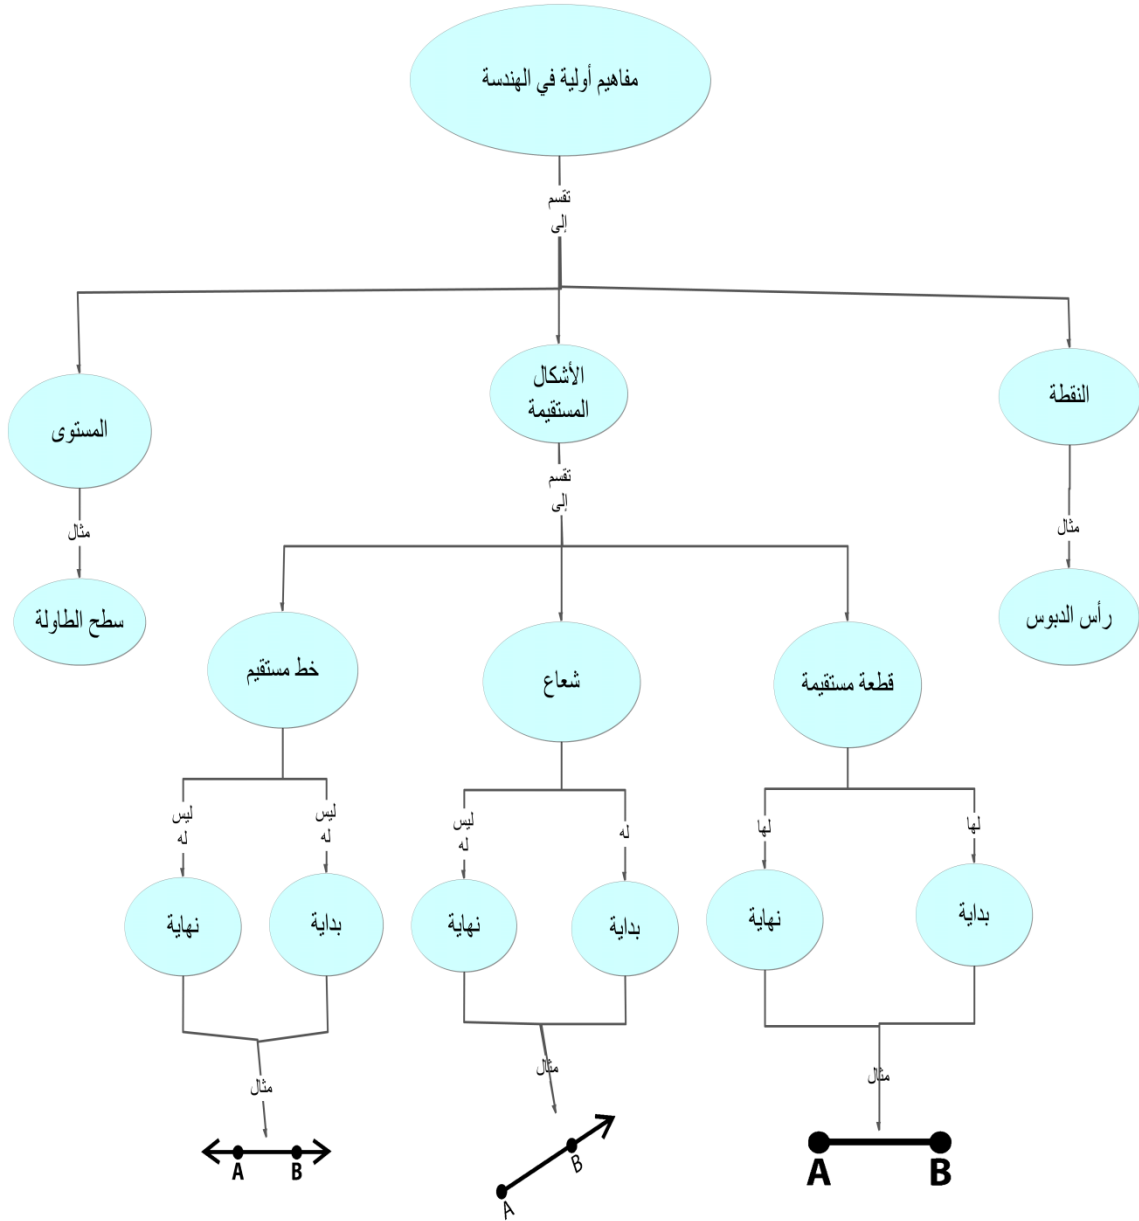 مفاهيم أولية في الهندسة
تقسم
إلى
النقطة
الأشكال
المستقيمة
المستوى
مثال
تقسم
إلى
مثال
رأس الدبوس
سطح الطاولة
قطعة مستقيمة
شعاع
خط مستقيم
لها
لها
له
ليس
له
ليس
له
ليس
له
بداية
نهاية
بداية
نهاية
بداية
نهاية
مثال
مثال
مثال
A B
A B
A B